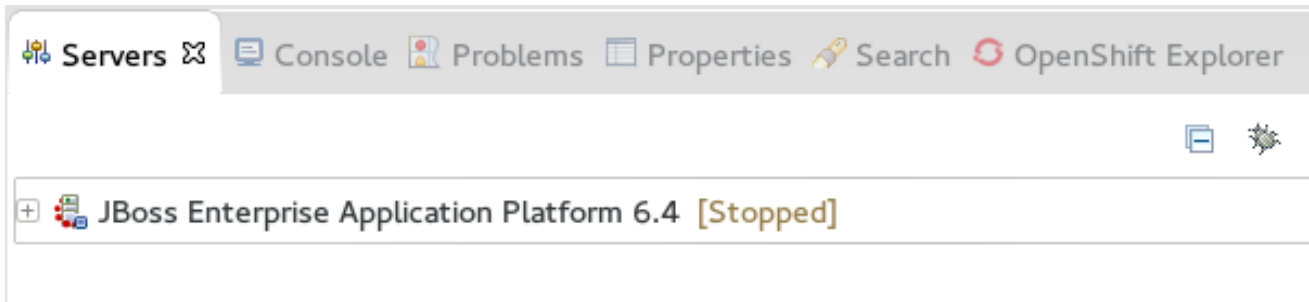 Servers Console Problems Properties Search OpenShift Explorer
JBoss Enterprise Application Platform 6.4 [Stopped]